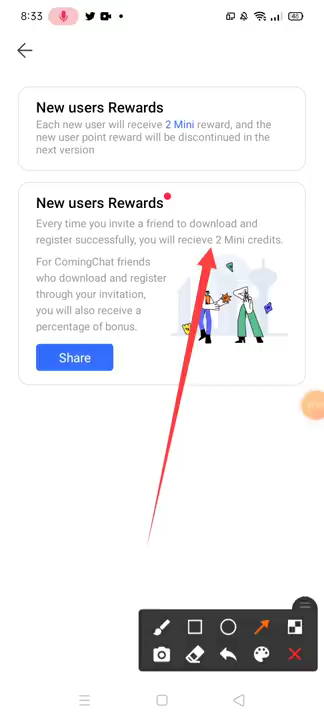 8:33
48
New users Rewards
Each new user will receive 2 Mini reward, and the
new user point reward will be discontinued in the
next version
New users Rewards
Every time you invite a friend to download and
register successfully, you will recieve 2 Mini credits.
For ComingChat friends
who download and register
through your invitation,
you will also receive a
percentage of bonus.
Share